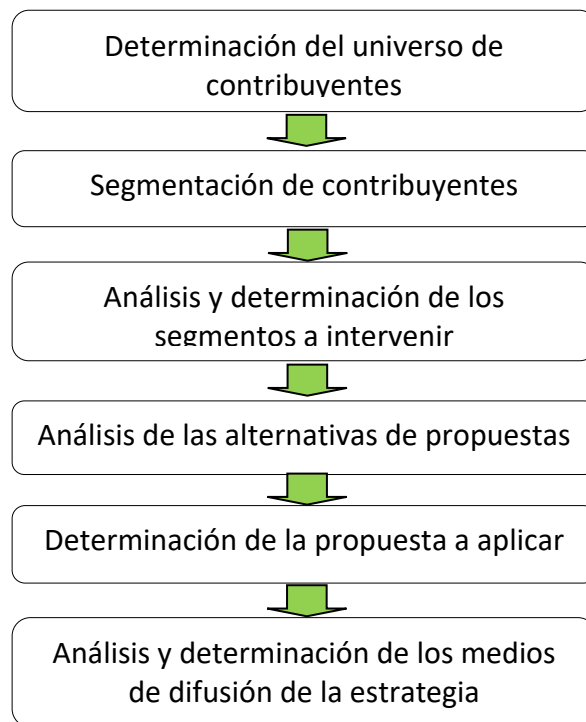 Determinación del universo de
contribuyentes
Segmentación de contribuyentes
Análisis y determinación de los
segmentos a intervenir
Análisis de las alternativas de propuestas
Determinación de la propuesta a aplicar
Análisis y determinación de los medios
de difusión de la estrategia